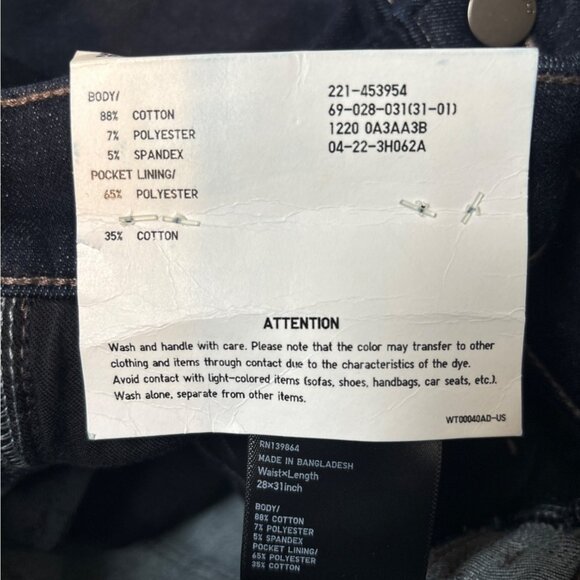 BODY/
88% COTTON
7% POLYESTER
5% SPANDEX
POCKET LINING/
65% POLYESTER
35% COTTON
221-453954
69-028-031(31-01)
1220 0A3AA3B
04-22-3H062A
ATTENTION
Wash and handle with care. Please note that the color may transfer to other
clothing and items through contact due to the characteristics of the dye.
Avoid contact with light-colored items (sofas, shoes, handbags, car seats, etc.).
Wash alone, separate from other items.
WT00040AD-US
RN139864
MADE IN BANGLADESH
Waist×Length
28×31inch
BODY/
88% COTTON
7% POLYESTER
5% SPANDEX
POCKET LINING/
65% POLYESTER
35% COTTON